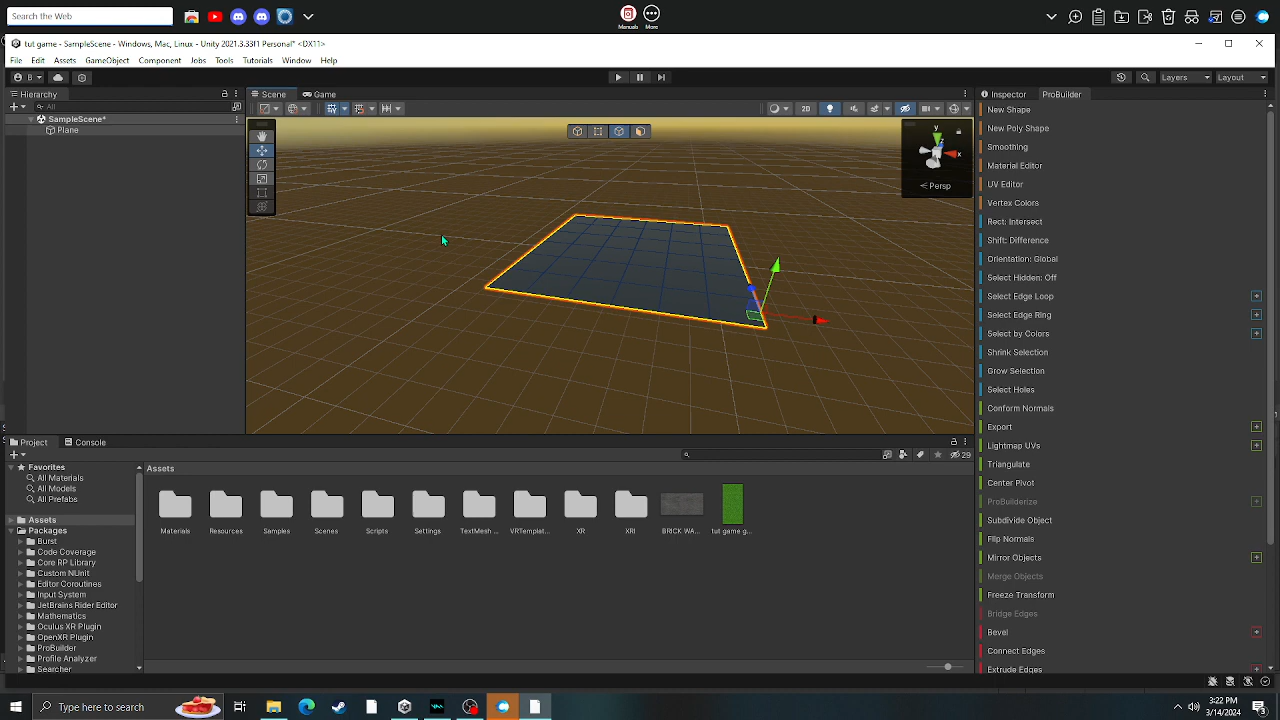 Search the Web
Manuals
More
tut game - SampleScene - Windows, Mac, Linux - Unity 2021.3.33f1 Personal* <DX11>
File Edit Assets GameObject Component Jobs Tools Tutorials Window Help
B
Layers
Layout
Hierarchy
Scene
Game
Inspector
ProBuilder
All
2D
SampleScene*
Plane
y
x
Persp
New Shape
New Poly Shape
Smoothing
Material Editor
UV Editor
Vertex Colors
Rect: Intersect
Shift: Difference
Orientation: Global
Select Hidden: Off
Select Edge Loop
Select Edge Ring
Select by Colors
Shrink Selection
Grow Selection
Select Holes
Conform Normals
Export
Lightmap UVs
Triangulate
Center Pivot
ProBuilderize
Subdivide Object
Flip Normals
Mirror Objects
Merge Objects
Freeze Transform
Bridge Edges
Bevel
Connect Edges
Extrude Edges
Project
Console
29
Favorites
All Materials
All Models
All Prefabs
Assets
Packages
Burst
Code Coverage
Core RP Library
Custom NUnit
Editor Coroutines
Input System
JetBrains Rider Editor
Mathematics
Oculus XR Plugin
OpenXR Plugin
ProBuilder
Profile Analyzer
Searcher
Assets
Materials
Resources
Samples
Scenes
Scripts
Settings
TextMesh ...
VRTemplat...
XR
XRI
BRICK WA...
tut game g...
Type here to search
3:22 PM
3/14/2024